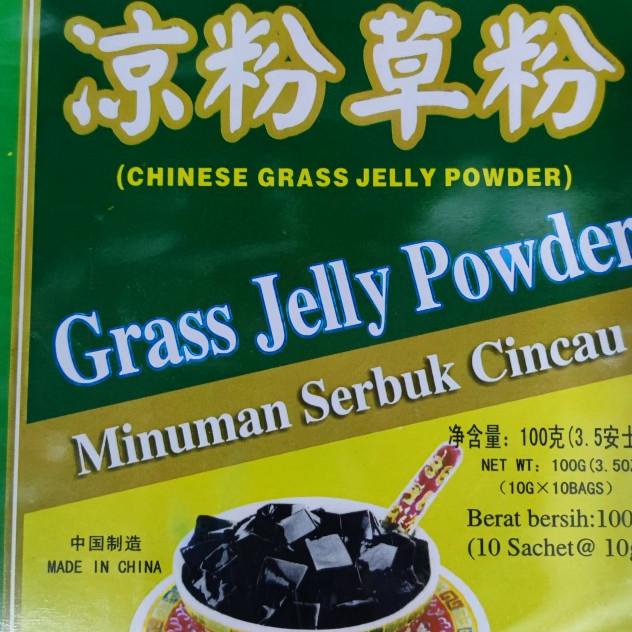 凉粉草粉
(CHINESE GRASS JELLY POWDER)
Grass Jelly Powder
Minuman Serbuk Cincau
净含量：100克(3.5安士
NET WT：100G(3.5OZ
（10G×10BAGS）
Berat bersih:100
(10 Sachet@ 10g
中国制造
MADE IN CHINA